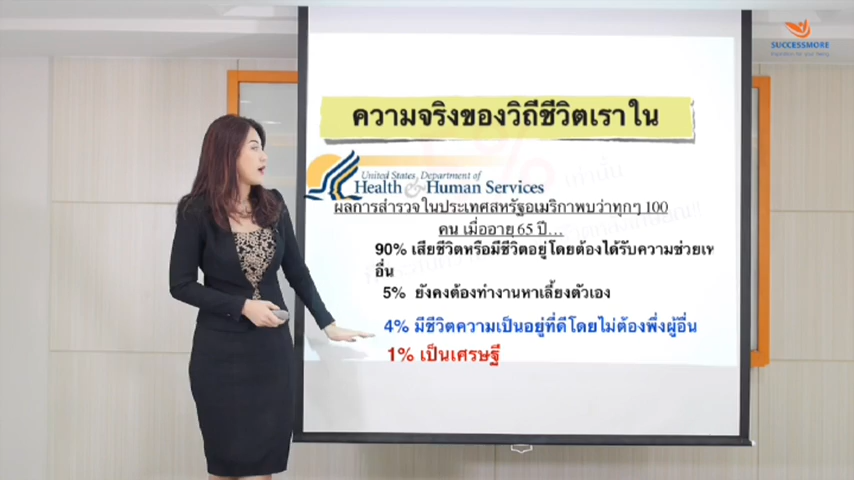 SUCCESSMORE
ความจริงของวิถีชีวิตเราใน
United States Department of
Health & Human Services
ผลการสำรวจในประเทศสหรัฐอเมริกาพบว่าทุกๆ 100
คน เมื่ออายุ 65 ปี...
90% เสียชีวิตหรือมีชีวิตอยู่โดยต้องได้รับความช่วยเห
อื่น
5% ยังคงต้องทำงานหาเลี้ยงตัวเอง
4% มีชีวิตความเป็นอยู่ที่ดีโดยไม่ต้องพึ่งผู้อื่น
1% เป็นเศรษฐี